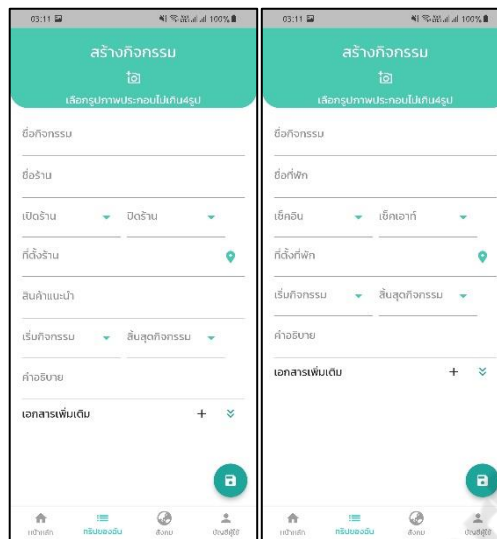 03:11 100%
สร้างกิจกรรม
เลือกรูปภาพประกอบไม่เกิน4รูป
ชื่อกิจกรรม
ชื่อร้าน
เปิดร้าน ปิดร้าน
ที่ตั้งร้าน
สินค้าแนะนำ
เริ่มกิจกรรม สิ้นสุดกิจกรรม
คำอธิบาย
เอกสารเพิ่มเติม
หน้าหลัก ทริปของฉัน สังคม บัญชีผู้ใช้
03:11 100%
สร้างกิจกรรม
เลือกรูปภาพประกอบไม่เกิน4รูป
ชื่อกิจกรรม
ชื่อที่พัก
เช็คอิน เช็คเอาท์
ที่ตั้งที่พัก
เริ่มกิจกรรม สิ้นสุดกิจกรรม
คำอธิบาย
เอกสารเพิ่มเติม
หน้าหลัก ทริปของฉัน สังคม บัญชีผู้ใช้